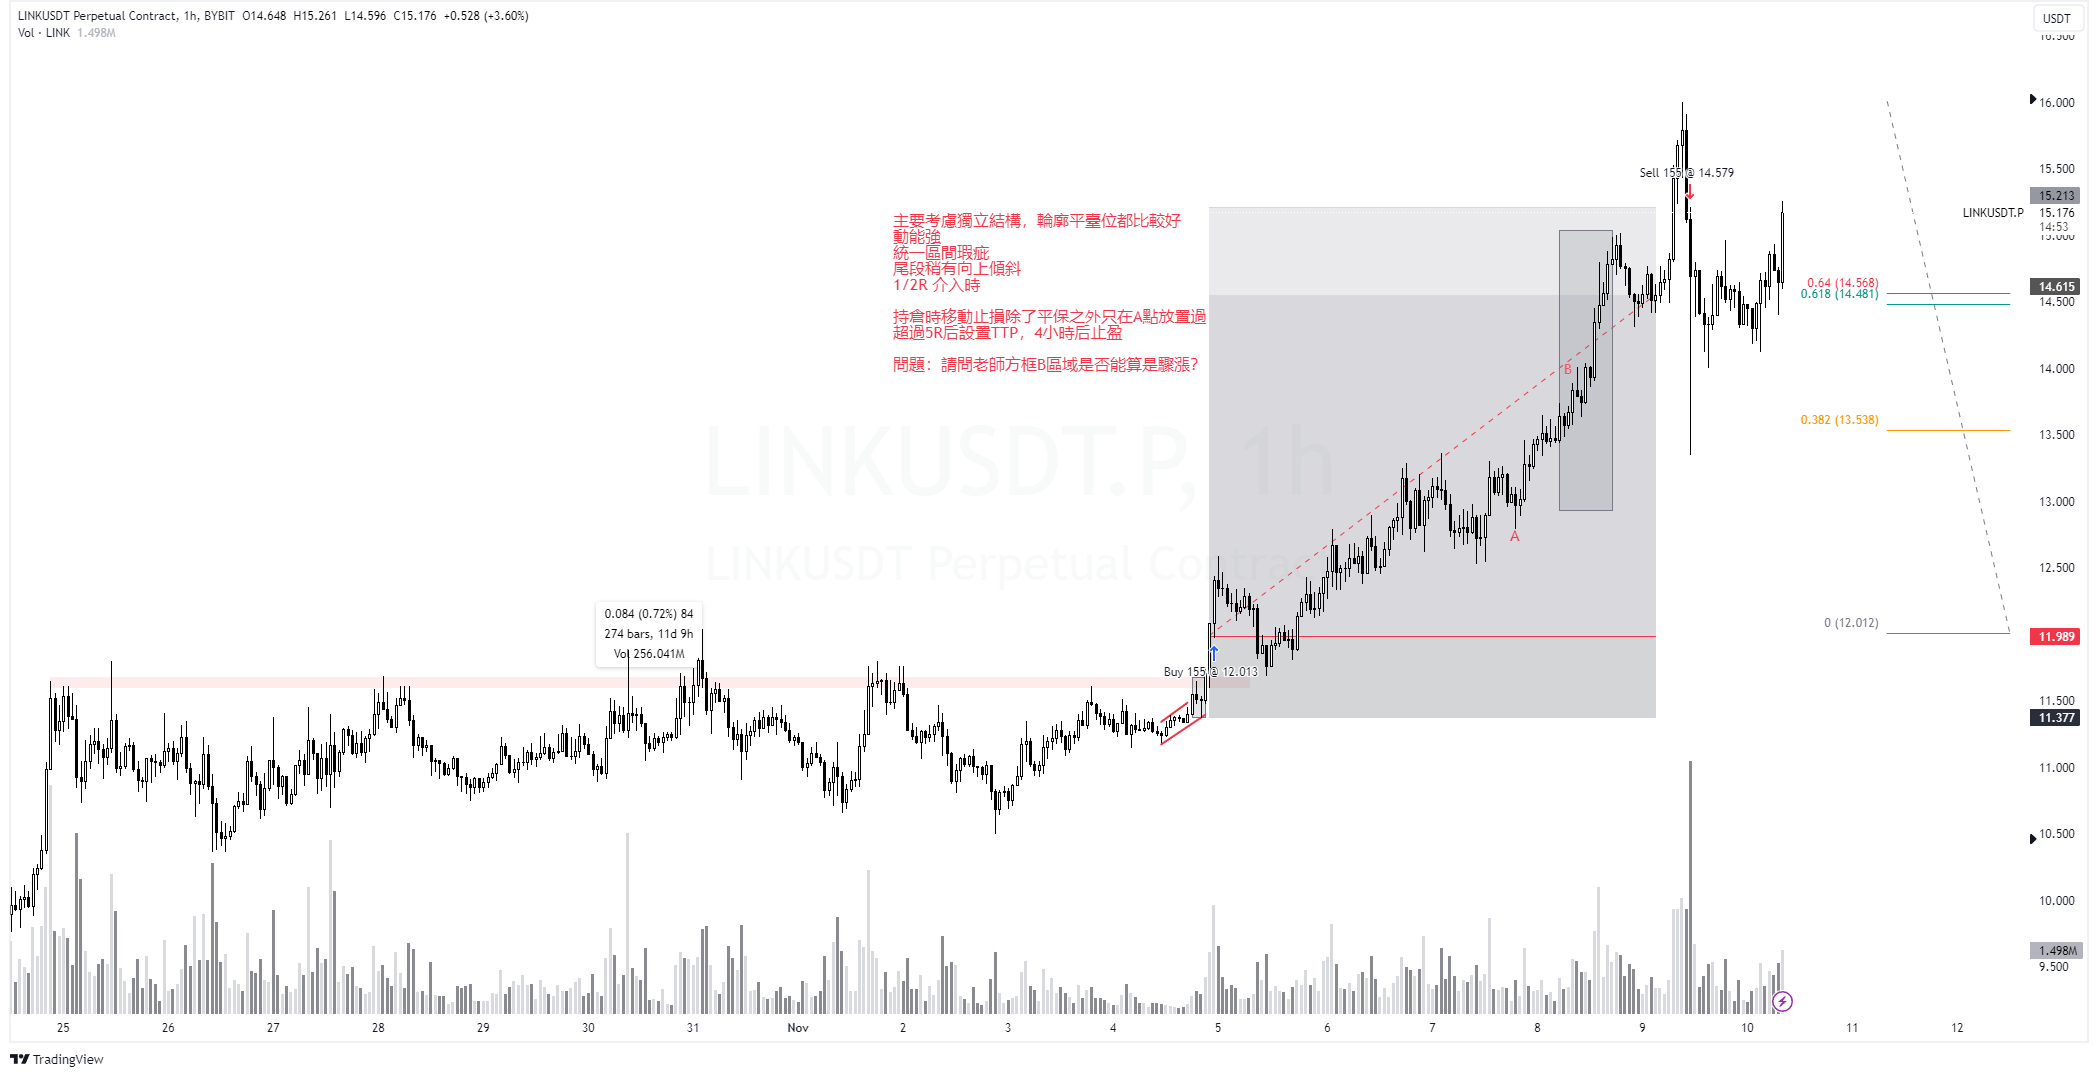 LINKUSDT Perpetual Contract, 1h, BYBIT O14.648 H15.261 L14.596 C15.176 +0.528 (+3.60%)
Vol · LINK 1.498M
USDT
16.500
16.000
15.500
Sell 155 @ 14.579
15.213
LINKUSDT.P 15.176
14:53
15.000
主要考慮獨立結構，輪廓平臺位都比較好
動能強
統一區間瑕疵
尾段稍有向上傾斜
1/2R 介入時
持倉時移動止損除了平保之外只在A點放置過
超過5R后設置TTP，4小時后止盈
問題：請問老師方框B區域是否能算是驟漲?
0.64 (14.568)
0.618 (14.481)
14.615
14.500
14.000
B
0.382 (13.538)
13.500
LINKUSDT.P, 1h
13.000
A
LINKUSDT Perpetual Contract
12.500
0.084 (0.72%) 84
274 bars, 11d 9h
Vol 256.041M
0 (12.012)
11.989
Buy 155 @ 12.013
11.500
11.377
11.000
10.500
10.000
1.498M
9.500
25 26 27 28 29 30 31 Nov 2 3 4 5 6 7 8 9 10 11 12
TradingView